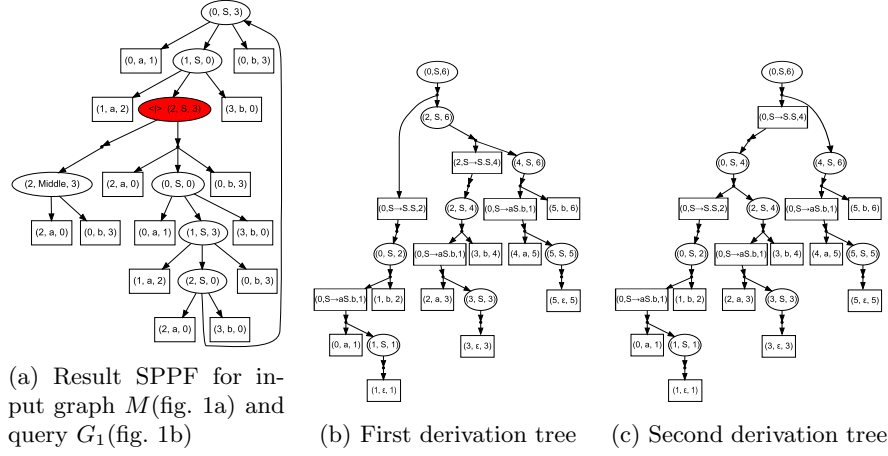 (0, S, 3)
(0, a, 1) (1, S, 0) (0, b, 3)
(1, a, 2) <|> (2, S, 3) (3, b, 0)
(2, Middle, 3) (2, a, 0) (0, S, 0) (0, b, 3)
(2, a, 0) (0, b, 3) (0, a, 1) (1, S, 3) (3, b, 0)
(1, a, 2) (2, S, 0) (0, b, 3)
(2, a, 0) (3, b, 0)
(a) Result SPPF for in-
put graph M(fig. 1a) and
query G1(fig. 1b)
(0,S,6)
(2, S, 6)
(2,S→S.S,4) (4, S, 6)
(0,S→S.S,2) (2, S, 4) (0,S→aS.b,1) (5, b, 6)
(0, S, 2) (0,S→aS.b,1) (3, b, 4) (4, a, 5) (5, S, 5)
(0,S→aS.b,1) (1, b, 2) (2, a, 3) (3, S, 3) (5, ε, 5)
(0, a, 1) (1, S, 1) (3, ε, 3)
(1, ε, 1)
(b) First derivation tree
(0,S,6)
(0,S→S.S,4)
(0, S, 4) (4, S, 6)
(0,S→S.S,2) (2, S, 4) (0,S→aS.b,1) (5, b, 6)
(0, S, 2) (0,S→aS.b,1) (3, b, 4) (4, a, 5) (5, S, 5)
(0,S→aS.b,1) (1, b, 2) (2, a, 3) (3, S, 3) (5, ε, 5)
(0, a, 1) (1, S, 1) (3, ε, 3)
(1, ε, 1)
(c) Second derivation tree